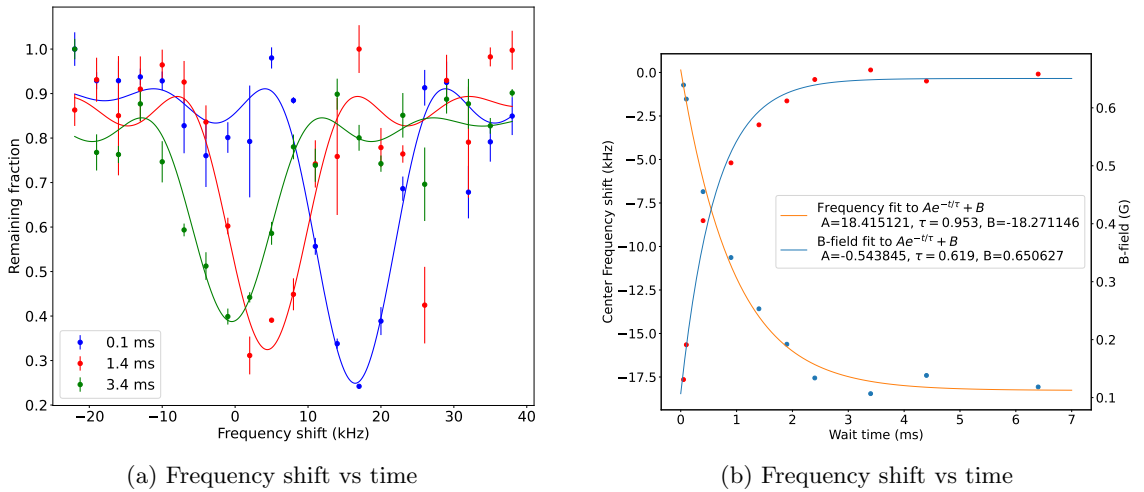 1.0
0.9
0.8
0.7
0.6
0.5
0.4
0.3
0.2
Remaining fraction
0.1 ms
1.4 ms
3.4 ms
−20 −10 0 10 20 30 40
Frequency shift (kHz)
(a) Frequency shift vs time
0.0
−2.5
−5.0
−7.5
−10.0
−12.5
−15.0
−17.5
Center Frequency shift (kHz)
Frequency fit to Ae^{−t/τ} + B
A=18.415121, τ = 0.953, B=-18.271146
B-field fit to Ae^{−t/τ} + B
A=-0.543845, τ = 0.619, B=0.650627
0.6
0.5
0.4
0.3
0.2
0.1
B-field (G)
0 1 2 3 4 5 6 7
Wait time (ms)
(b) Frequency shift vs time